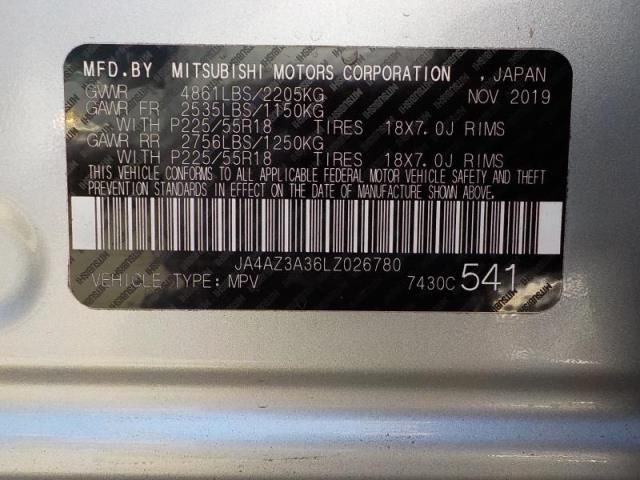 MFD.BY MITSUBISHI MOTORS CORPORATION , JAPAN
GVWR 4861LBS/2205KG NOV 2019
GAWR FR 2535LBS/1150KG
WITH P225/55R18 TIRES 18X7.0J RIMS
GAWR RR 2756LBS/1250KG
WITH P225/55R18 TIRES 18X7.0J RIMS
THIS VEHICLE CONFORMS TO ALL APPLICABLE FEDERAL MOTOR VEHICLE SAFETY AND THEFT
PREVENTION STANDARDS IN EFFECT ON THE DATE OF MANUFACTURE SHOWN ABOVE.
JA4AZ3A36LZ026780
VEHICLE TYPE: MPV 7430C 541